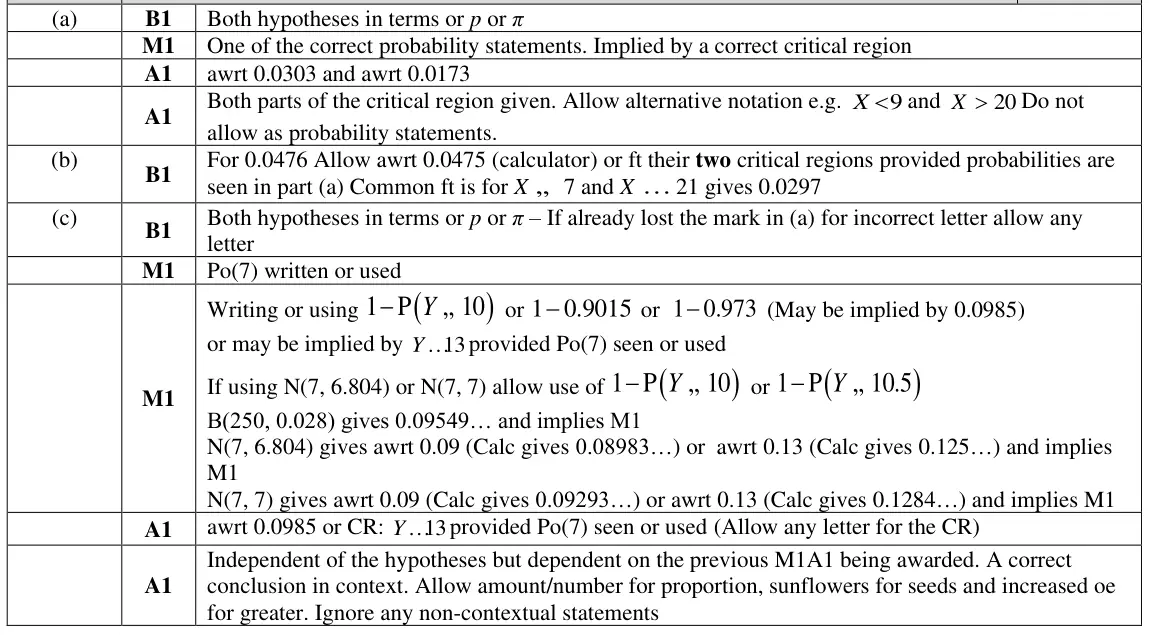 (a) B1 Both hypotheses in terms or p or π
M1 One of the correct probability statements. Implied by a correct critical region
A1 awrt 0.0303 and awrt 0.0173
A1 Both parts of the critical region given. Allow alternative notation e.g. X <9 and X > 20 Do not
allow as probability statements.
(b) B1 For 0.0476 Allow awrt 0.0475 (calculator) or ft their two critical regions provided probabilities are
seen in part (a) Common ft is for X ,, 7 and X … 21 gives 0.0297
(c) B1 Both hypotheses in terms or p or π – If already lost the mark in (a) for incorrect letter allow any
letter
M1 Po(7) written or used
M1 Writing or using 1−P(Y ,, 10) or 1−0.9015 or 1−0.973 (May be implied by 0.0985)
or may be implied by Y…13 provided Po(7) seen or used
If using N(7, 6.804) or N(7, 7) allow use of 1−P(Y ,, 10) or 1−P(Y ,, 10.5)
B(250, 0.028) gives 0.09549… and implies M1
N(7, 6.804) gives awrt 0.09 (Calc gives 0.08983…) or awrt 0.13 (Calc gives 0.125…) and implies
M1
N(7, 7) gives awrt 0.09 (Calc gives 0.09293…) or awrt 0.13 (Calc gives 0.1284…) and implies M1
A1 awrt 0.0985 or CR: Y…13 provided Po(7) seen or used (Allow any letter for the CR)
A1 Independent of the hypotheses but dependent on the previous M1A1 being awarded. A correct
conclusion in context. Allow amount/number for proportion, sunflowers for seeds and increased oe
for greater. Ignore any non-contextual statements